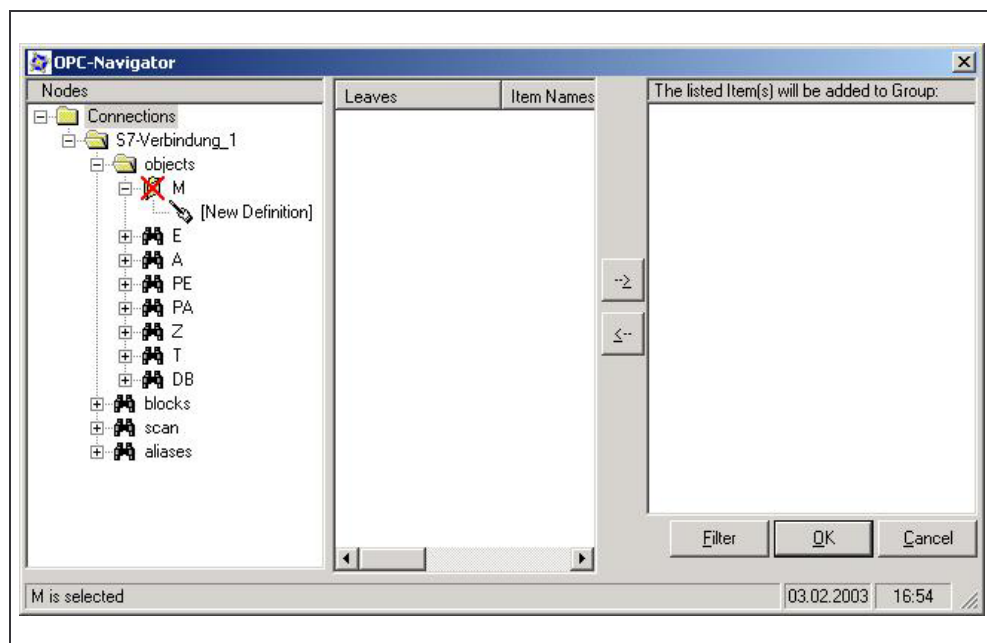 OPC-Navigator
Nodes
Connections
S7-Verbindung_1
objects
M
[New Definition]
E
A
PE
PA
Z
T
DB
blocks
scan
aliases
Leaves Item Names
-->
<--
The listed Item(s) will be added to Group:
Filter OK Cancel
M is selected 03.02.2003 16:54